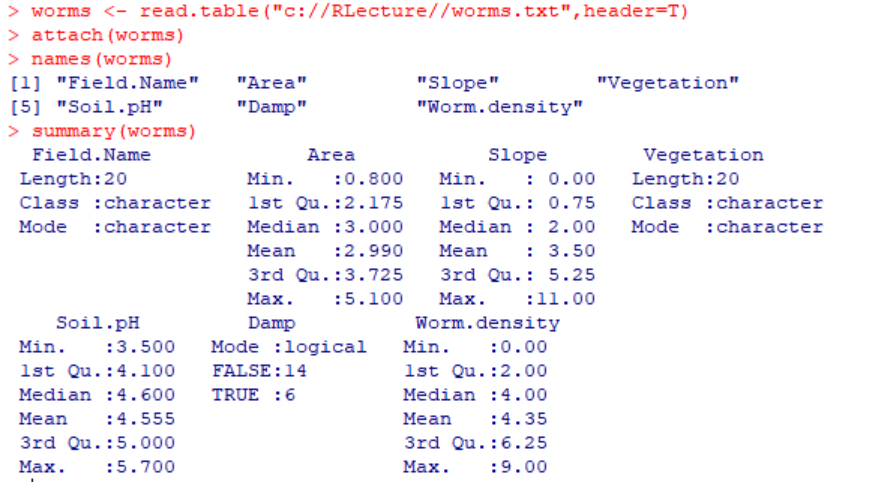 > worms <- read.table("c://RLecture//worms.txt",header=T)
> attach(worms)
> names(worms)
[1] "Field.Name"  "Area"         "Slope"        "Vegetation"
[5] "Soil.pH"     "Damp"         "Worm.density"
> summary(worms)
  Field.Name             Area           Slope        Vegetation
 Length:20          Min.   :0.800   Min.   : 0.00   Length:20
 Class :character   1st Qu.:2.175   1st Qu.: 0.75   Class :character
 Mode  :character   Median :3.000   Median : 2.00   Mode  :character
                    Mean   :2.990   Mean   : 3.50
                    3rd Qu.:3.725   3rd Qu.: 5.25
                    Max.   :5.100   Max.   :11.00
    Soil.pH         Damp          Worm.density
 Min.   :3.500   Mode :logical   Min.   :0.00
 1st Qu.:4.100   FALSE:14        1st Qu.:2.00
 Median :4.600   TRUE :6         Median :4.00
 Mean   :4.555                   Mean   :4.35
 3rd Qu.:5.000                   3rd Qu.:6.25
 Max.   :5.700                   Max.   :9.00